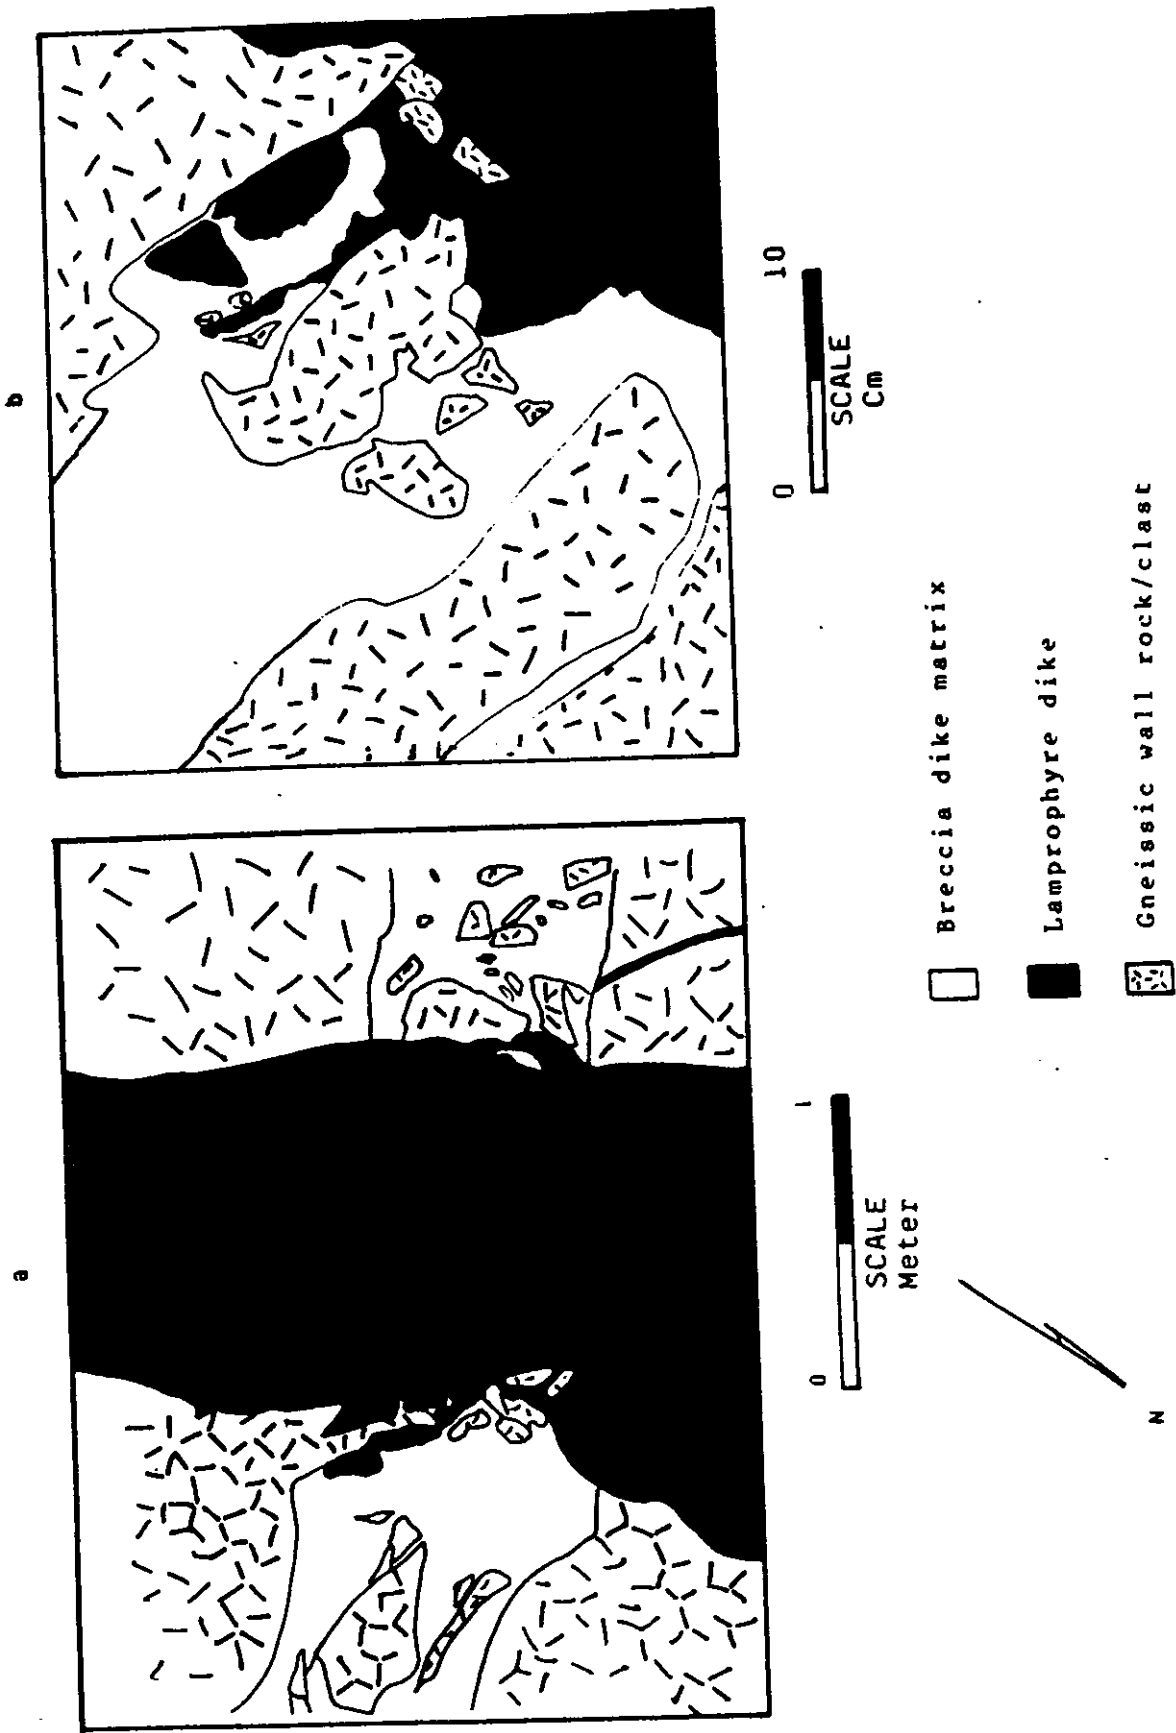 a
b
0 1
SCALE
Meter
0 10
SCALE
Cm
N
Breccia dike matrix
Lamprophyre dike
Gneissic wall rock/clast